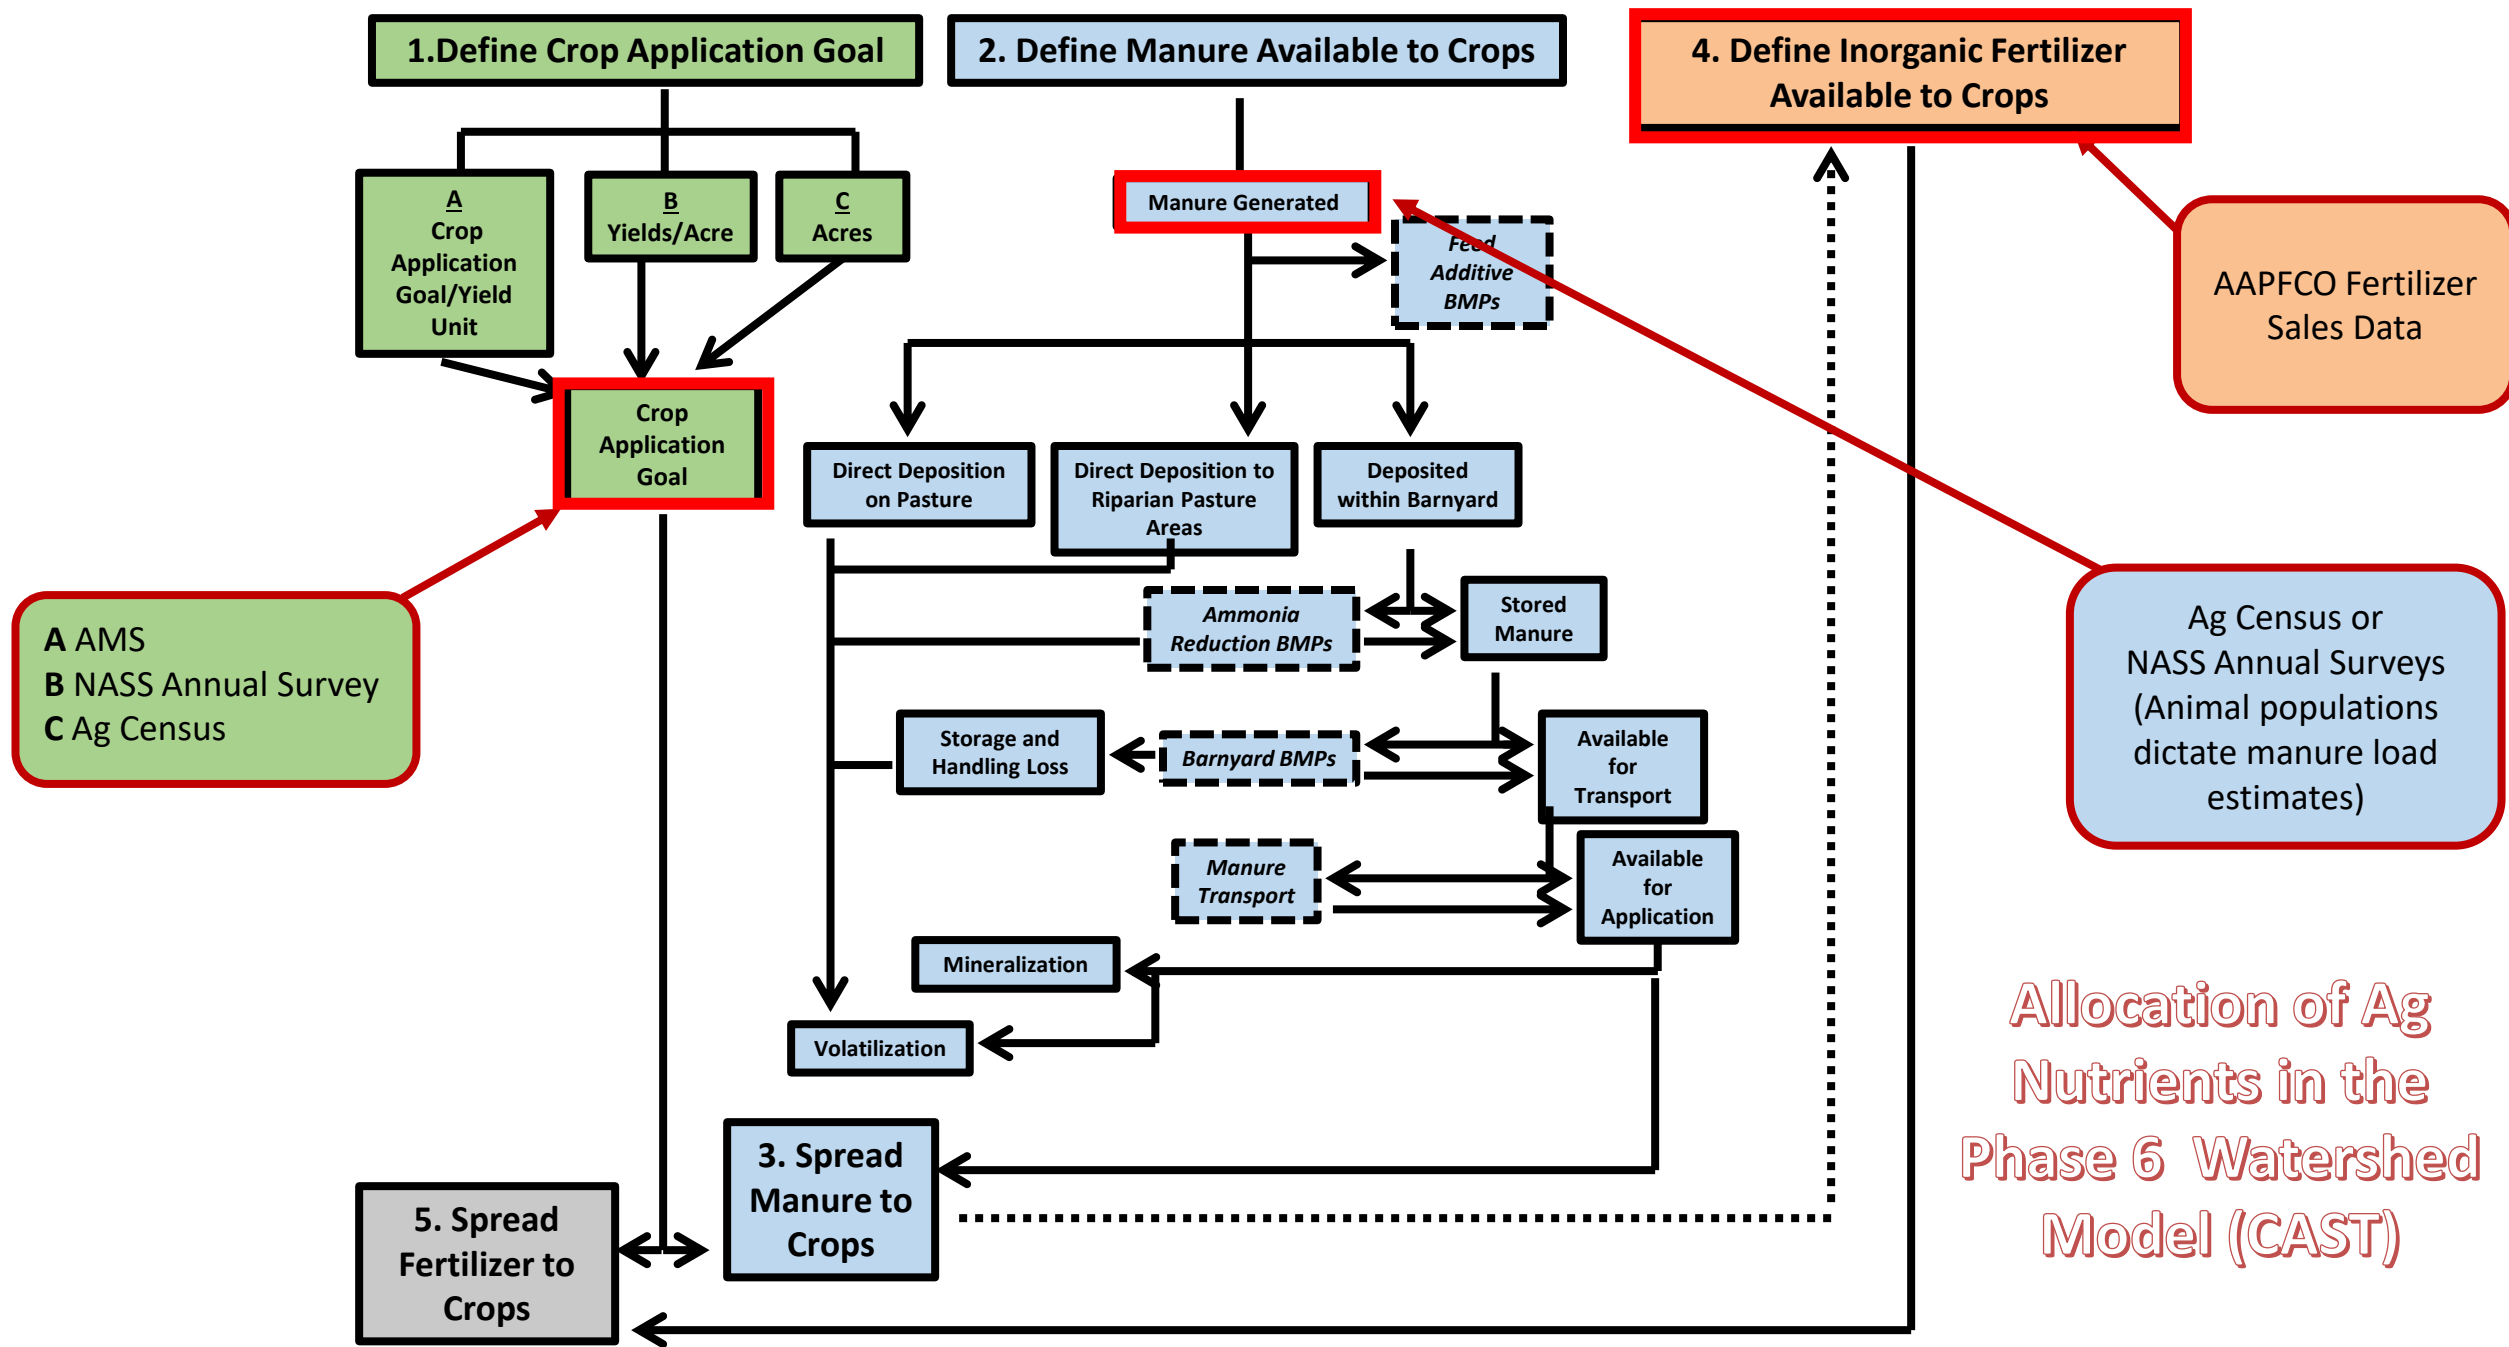 1.Define Crop Application Goal
2. Define Manure Available to Crops
4. Define Inorganic Fertilizer
Available to Crops
A
Crop
Application
Goal/Yield
Unit
B
Yields/Acre
C
Acres
Manure Generated
Feed
Additive
BMPs
AAPFCO Fertilizer
Sales Data
Crop
Application
Goal
Direct Deposition
on Pasture
Direct Deposition to
Riparian Pasture
Areas
Deposited
within Barnyard
A AMS
B NASS Annual Survey
C Ag Census
Ammonia
Reduction BMPs
Stored
Manure
Ag Census or
NASS Annual Surveys
(Animal populations
dictate manure load
estimates)
Storage and
Handling Loss
Barnyard BMPs
Available
for
Transport
Manure
Transport
Available
for
Application
Mineralization
Volatilization
3. Spread
Manure to
Crops
5. Spread
Fertilizer to
Crops
Allocation of Ag
Nutrients in the
Phase 6 Watershed
Model (CAST)